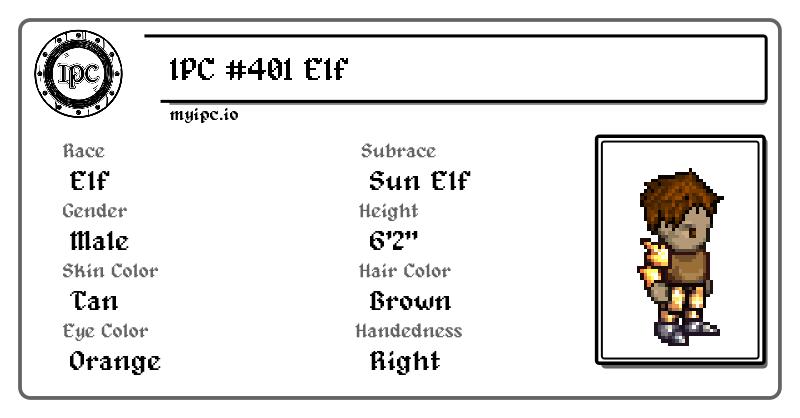 IPC
IPC #401 Elf
myipc.io
Race
Elf
Subrace
Sun Elf
Gender
Male
Height
6'2"
Skin Color
Tan
Hair Color
Brown
Eye Color
Orange
Handedness
Right